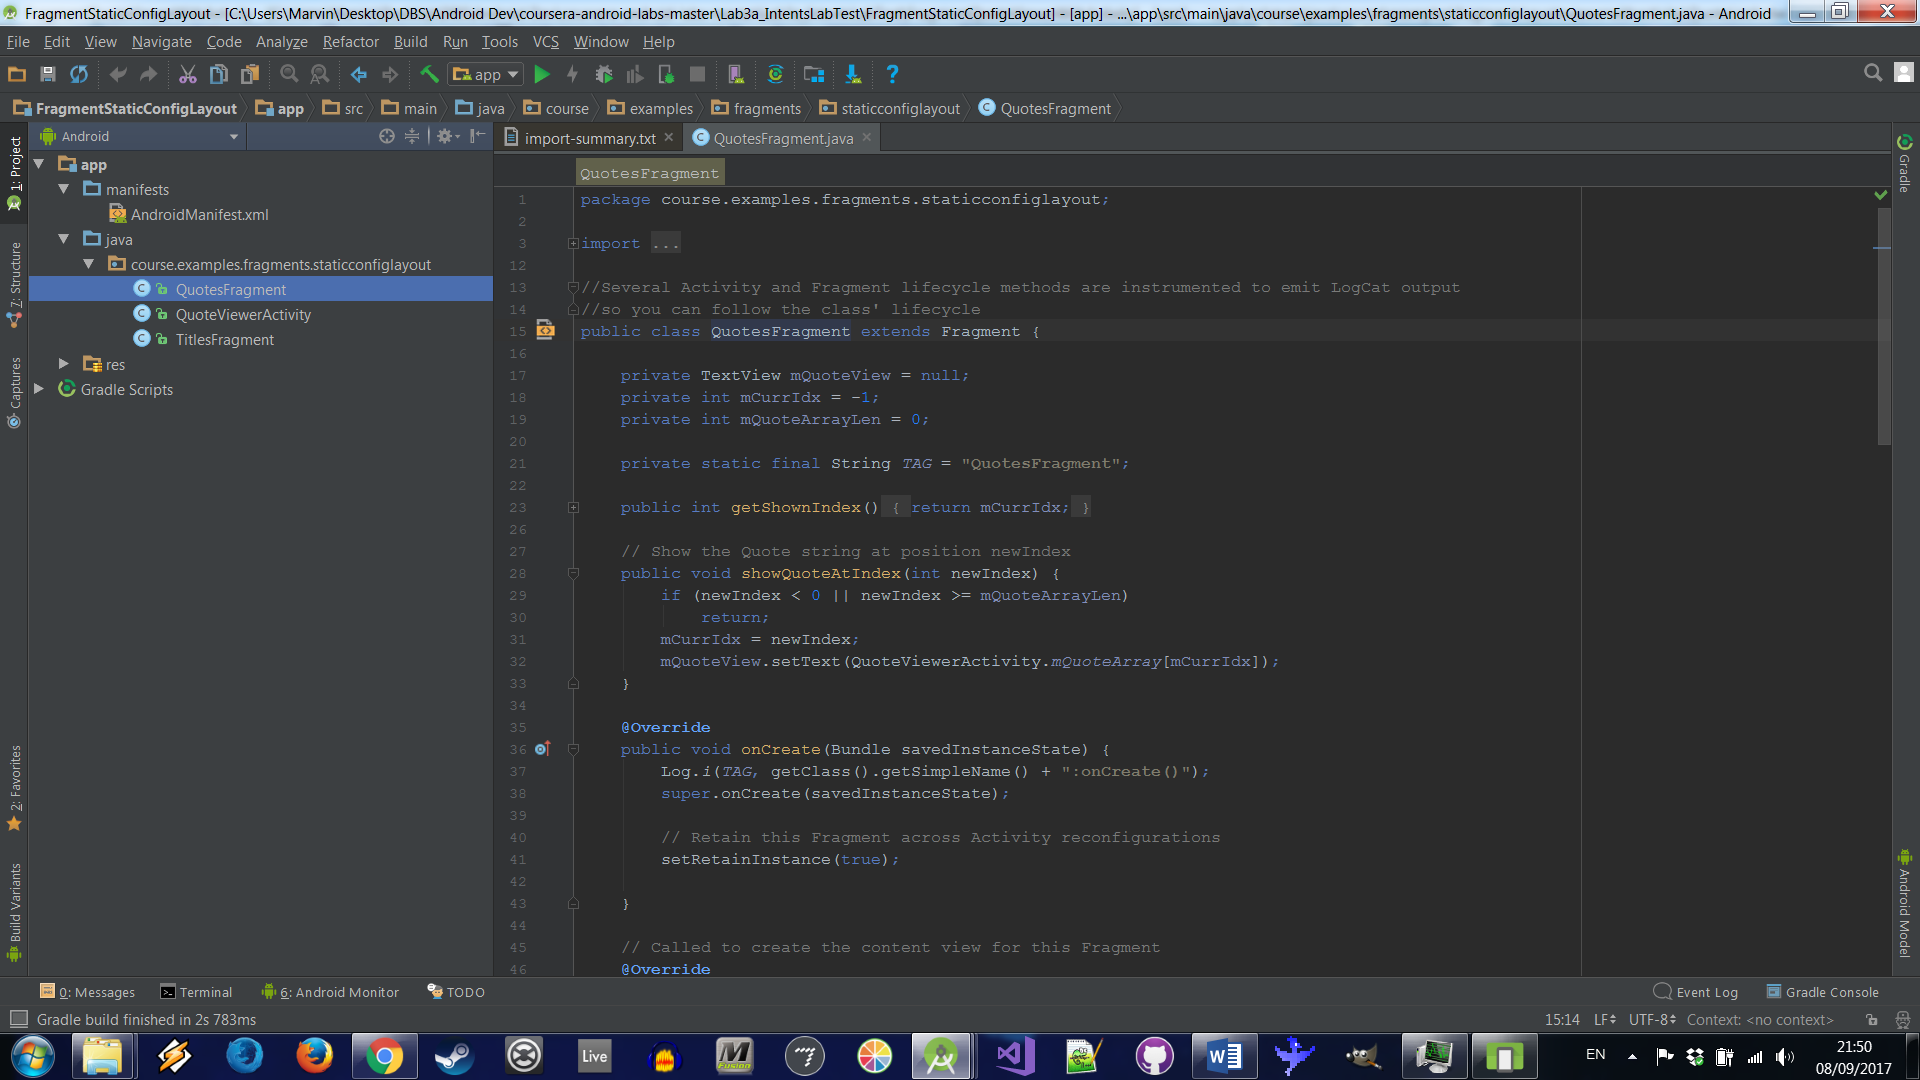 FragmentStaticConfigLayout - [C:\Users\Marvin\Desktop\DBS\Android Dev\coursera-android-labs-master\Lab3a_IntentsLabTest\FragmentStaticConfigLayout] - [app] - ...\app\src\main\java\course\examples\fragments\staticconfiglayout\QuotesFragment.java - Android
File Edit View Navigate Code Analyze Refactor Build Run Tools VCS Window Help
app
FragmentStaticConfigLayout app src main java course examples fragments staticconfiglayout QuotesFragment
Android
import-summary.txt QuotesFragment.java
1: Project
7: Structure
Captures
2: Favorites
Build Variants
app
manifests
AndroidManifest.xml
java
course.examples.fragments.staticconfiglayout
QuotesFragment
QuoteViewerActivity
TitlesFragment
res
Gradle Scripts
QuotesFragment
1 package course.examples.fragments.staticconfiglayout;
2
3 import ...
12
13 //Several Activity and Fragment lifecycle methods are instrumented to emit LogCat output
14 //so you can follow the class' lifecycle
15 public class QuotesFragment extends Fragment {
16
17 private TextView mQuoteView = null;
18 private int mCurrIdx = -1;
19 private int mQuoteArrayLen = 0;
20
21 private static final String TAG = "QuotesFragment";
22
23 public int getShownIndex() { return mCurrIdx; }
26
27 // Show the Quote string at position newIndex
28 public void showQuoteAtIndex(int newIndex) {
29 if (newIndex < 0 || newIndex >= mQuoteArrayLen)
30 return;
31 mCurrIdx = newIndex;
32 mQuoteView.setText(QuoteViewerActivity.mQuoteArray[mCurrIdx]);
33 }
34
35 @Override
36 public void onCreate(Bundle savedInstanceState) {
37 Log.i(TAG, getClass().getSimpleName() + ":onCreate()");
38 super.onCreate(savedInstanceState);
39
40 // Retain this Fragment across Activity reconfigurations
41 setRetainInstance(true);
42
43 }
44
45 // Called to create the content view for this Fragment
46 @Override
Gradle
Android Model
0: Messages Terminal 6: Android Monitor TODO Event Log Gradle Console
Gradle build finished in 2s 783ms 15:14 LF UTF-8 Context: <no context>
Live
Fusion
EN
21:50
08/09/2017